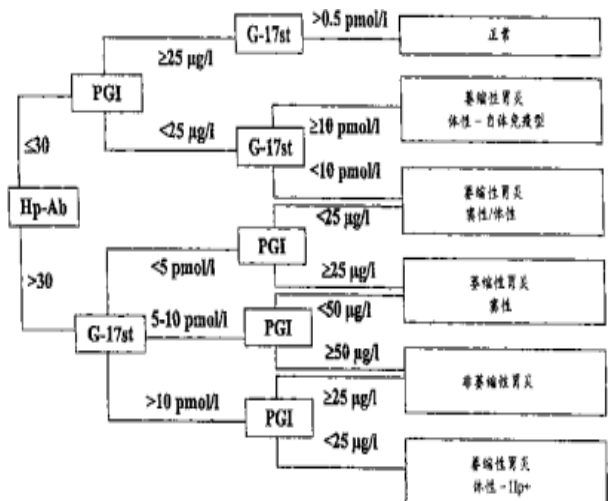 >0.5 pmol/l
G-17st
正常
≥25 µg/l
PGI
萎缩性胃炎
体性-自体免疫型
≥10 pmol/l
<25 µg/l
G-17st
≤30
<10 pmol/l
萎缩性胃炎
窦性/体性
Hp-Ab
<25 µg/l
PGI
<5 pmol/l
≥25 µg/l
>30
萎缩性胃炎
窦性
<50 µg/l
5-10 pmol/l
G-17st
PGI
≥50 µg/l
非萎缩性胃炎
>10 pmol/l
≥25 µg/l
PGI
<25 µg/l
萎缩性胃炎
体性-Hp+